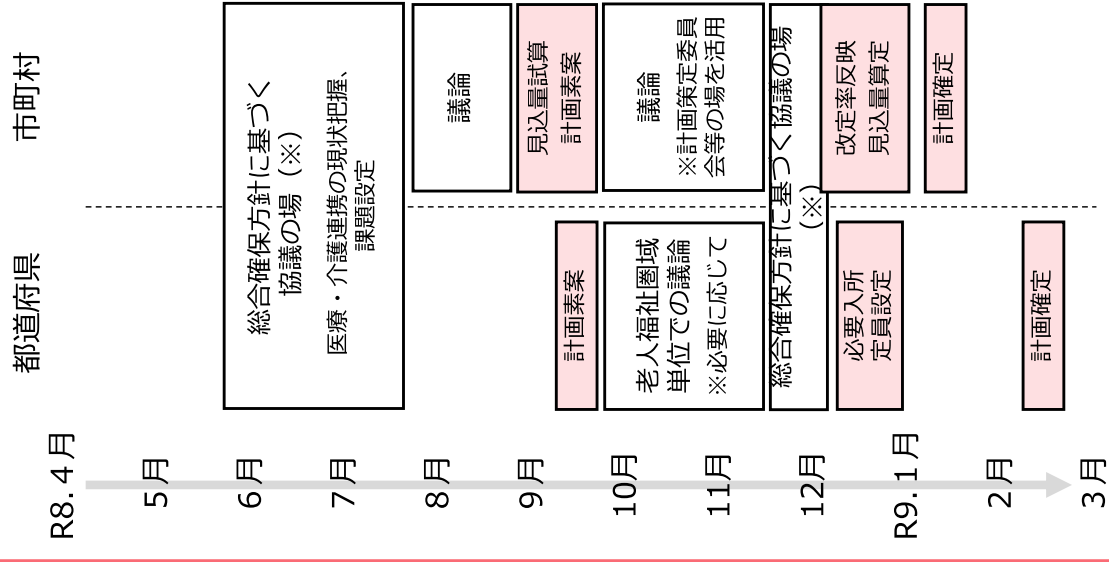 市町村
都道府県
総合確保方針に基づく
協議の場（※）
医療・介護連携の現状把握、
課題設定
議論
見込量試算
計画素案
議論
※計画策定委員
会等の場を活用
総合確保方針に基づく協議の場
（※）
改定率反映
見込量算定
計画確定
計画素案
老人福祉圏域
単位での議論
※必要に応じて
必要入所
定員設定
計画確定
R8.４月
５月
６月
７月
８月
９月
10月
11月
12月
R9.１月
２月
３月